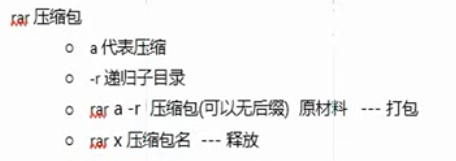 rar 压缩包
o a 代表压缩
o -r 递归子目录
o rar a -r 压缩包(可以无后缀) 原材料 --- 打包
o rar x 压缩包名 --- 释放